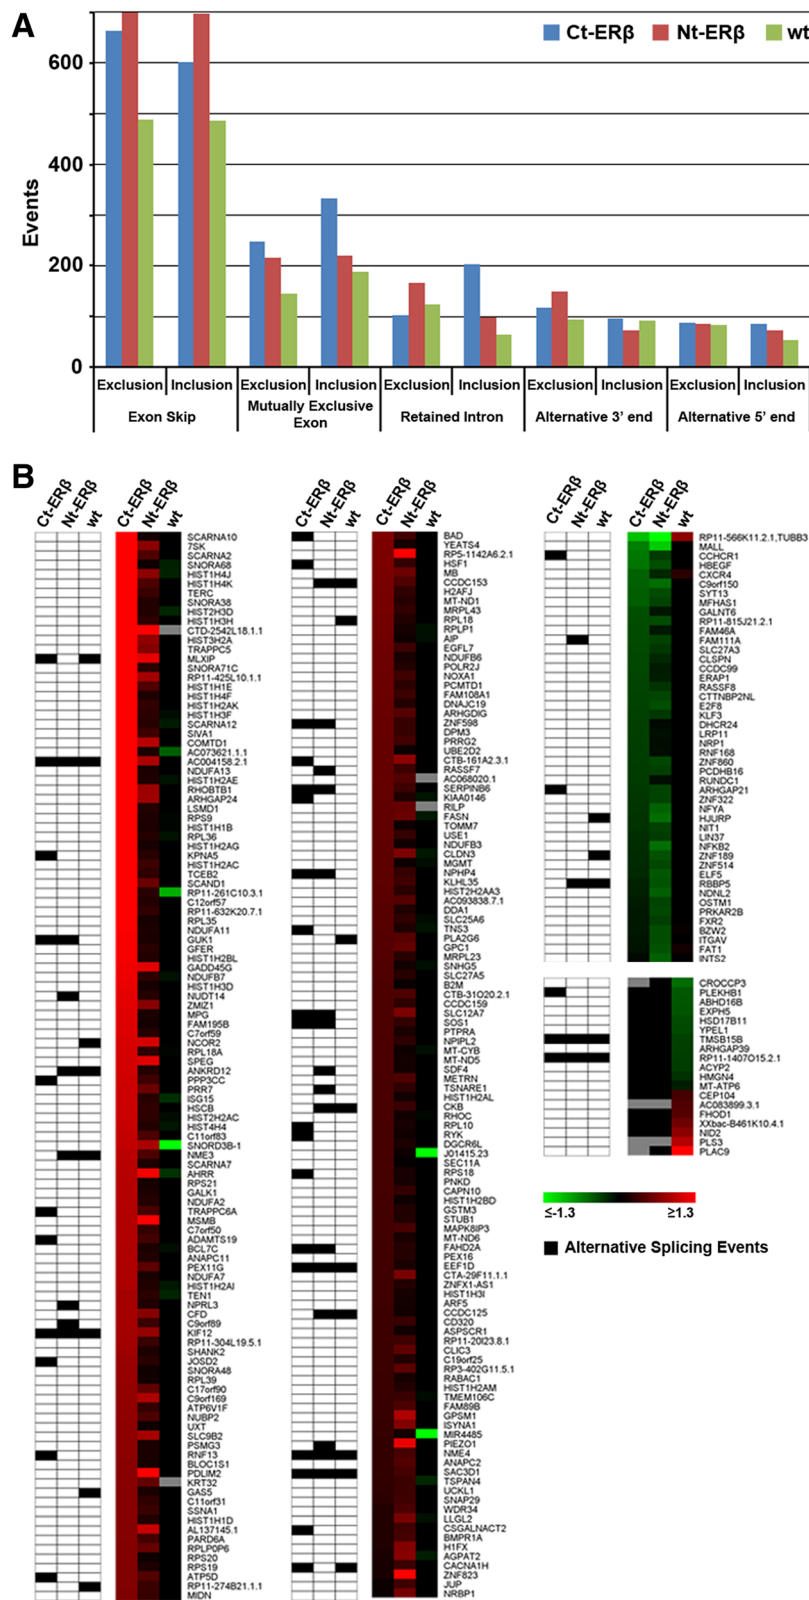 A
Ct-ERβ
Nt-ERβ
wt
Events
600
400
200
0
Exclusion
Inclusion
Exclusion
Inclusion
Exclusion
Inclusion
Exclusion
Inclusion
Exclusion
Inclusion
Exon Skip
Mutually Exclusive
Exon
Retained Intron
Alternative 3' end
Alternative 5' end
B
Ct-ERβ
Nt-ERβ
wt
Ct-ERβ
Nt-ERβ
wt
SCARNA10
7SK
SCARNA2
SNORA68
HIST1H4J
HIST1H4K
TERC
SNORA38
HIST2H3D
HIST1H3H
CTD-2542L18.1.1
HIST3H2A
TRAPPC5
MLXIP
SNORA71C
RP11-425L10.1.1
HIST1H1E
HIST1H4F
HIST1H2AK
HIST1H3F
SCARNA12
SIVA1
COMTD1
AC073621.1.1
AC004158.2.1
NDUFA13
HIST1H2AE
RHOBTB1
ARHGAP24
LSMD1
RPS9
HIST1H1B
RPL36
HIST1H2AG
KPNA5
HIST1H2AC
TCEB2
SCAND1
RP11-261C10.3.1
C12orf57
RP11-632K20.7.1
RPL35
NDUFA11
GUK1
GFER
HIST1H2BL
GADD45G
NDUFB7
HIST1H3D
NUDT14
ZMIZ1
MPG
FAM195B
C7orf59
NCOR2
RPL18A
SPEG
ANKRD12
PPP3CC
PRR7
ISG15
HSCB
HIST2H2AC
HIST4H4
C11orf83
SNORD3B-1
NME3
SCARNA7
AHRR
RPS21
GALK1
NDUFA2
TRAPPC6A
MSMB
C7orf50
ADAMTS19
BCL7C
ANAPC11
PEX11G
NDUFA7
HIST1H2AI
TEN1
NPRL3
CFD
C9orf89
KIF12
RP11-304L19.5.1
SHANK2
JOSD2
SNORA48
RPL39
C17orf90
C9orf169
ATP6V1F
NUBP2
UXT
SLC9B2
PSMG3
RNF13
BLOC1S1
PDLIM2
KRT32
GAS5
C11orf31
SSNA1
HIST1H1D
AL137145.1
PARD6A
RPLP0P6
RPS20
RPS19
ATP5D
RP11-274B21.1.1
MIDN
Ct-ERβ
Nt-ERβ
wt
Ct-ERβ
Nt-ERβ
wt
BAD
YEATS4
RP5-1142A6.2.1
HSF1
MB
CCDC153
H2AFJ
MT-ND1
MRPL43
RPL18
RPLP1
AIP
EGFL7
NDUFB6
POLR2J
NOXA1
PCMTD1
FAM108A1
DNAJC19
ARHGDIG
ZNF598
DPM3
PRRG2
UBE2D2
CTB-161A2.3.1
RASSF7
AC068020.1
SERPINB6
KIAA0146
RILP
FASN
TOMM7
USE1
NDUFB3
CLDN3
MGMT
NPHP4
KLHL35
HIST2H2AA3
AC093838.7.1
DDA1
SLC25A6
TNS3
PLA2G6
GPC1
MRPL23
SNHG5
SLC27A5
B2M
CTB-31O20.2.1
CCDC159
SLC12A7
SOS1
PTPRA
NPIPL2
MT-CYB
MT-ND5
SDF4
METRN
TSNARE1
HIST1H2AL
CKB
RHOC
RPL10
RYK
DGCR6L
J01415.23
SEC11A
RPS18
PNKD
CAPN10
HIST1H2BD
GSTM3
STUB1
MAPK8IP3
MT-ND6
FAHD2A
PEX16
EEF1D
CTA-29F11.1.1
ZNFX1-AS1
HIST1H3I
ARF5
CCDC125
CD320
ASPSCR1
RP11-20I23.8.1
CLIC3
C19orf25
RP3-402G11.5.1
RABAC1
HIST1H2AM
TMEM106C
FAM89B
GPSM1
ISYNA1
MIR4485
PIEZO1
NME4
ANAPC2
SAC3D1
TSPAN4
UCKL1
SNAP29
WDR34
LLGL2
CSGALNACT2
BMPR1A
H1FX
AGPAT2
CACNA1H
ZNF823
JUP
NRBP1
Ct-ERβ
Nt-ERβ
wt
Ct-ERβ
Nt-ERβ
wt
RP11-566K11.2.1,TUBB3
MALL
CCHCR1
HBEGF
CXCR4
C9orf150
SYT13
MFHAS1
GALNT6
RP11-815J21.2.1
FAM46A
FAM111A
SLC27A3
CLSPN
CCDC99
ERAP1
RASSF8
CTTNBP2NL
E2F8
KLF3
DHCR24
LRP11
NRP1
RNF168
ZNF860
PCDHB16
RUNDC1
ARHGAP21
ZNF322
NFYA
HJURP
NIT1
LIN37
NFKB2
ZNF189
ZNF514
ELF5
RBBP5
NDNL2
OSTM1
PRKAR2B
FXR2
BZW2
ITGAV
FAT1
INTS2
CROCCP3
PLEKHB1
ABHD16B
EXPH5
HSD17B11
YPEL1
TMSB15B
ARHGAP39
RP11-1407O15.2.1
ACYP2
HMGN4
MT-ATP6
CEP104
AC083899.3.1
FHOD1
XXbac-B461K10.4.1
NID2
PLS3
PLAC9
≤-1.3
≥1.3
Alternative Splicing Events